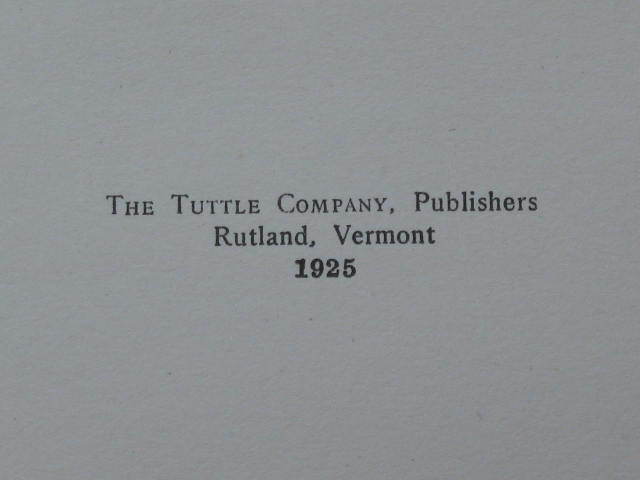 THE TUTTLE COMPANY, Publishers
Rutland, Vermont
1925